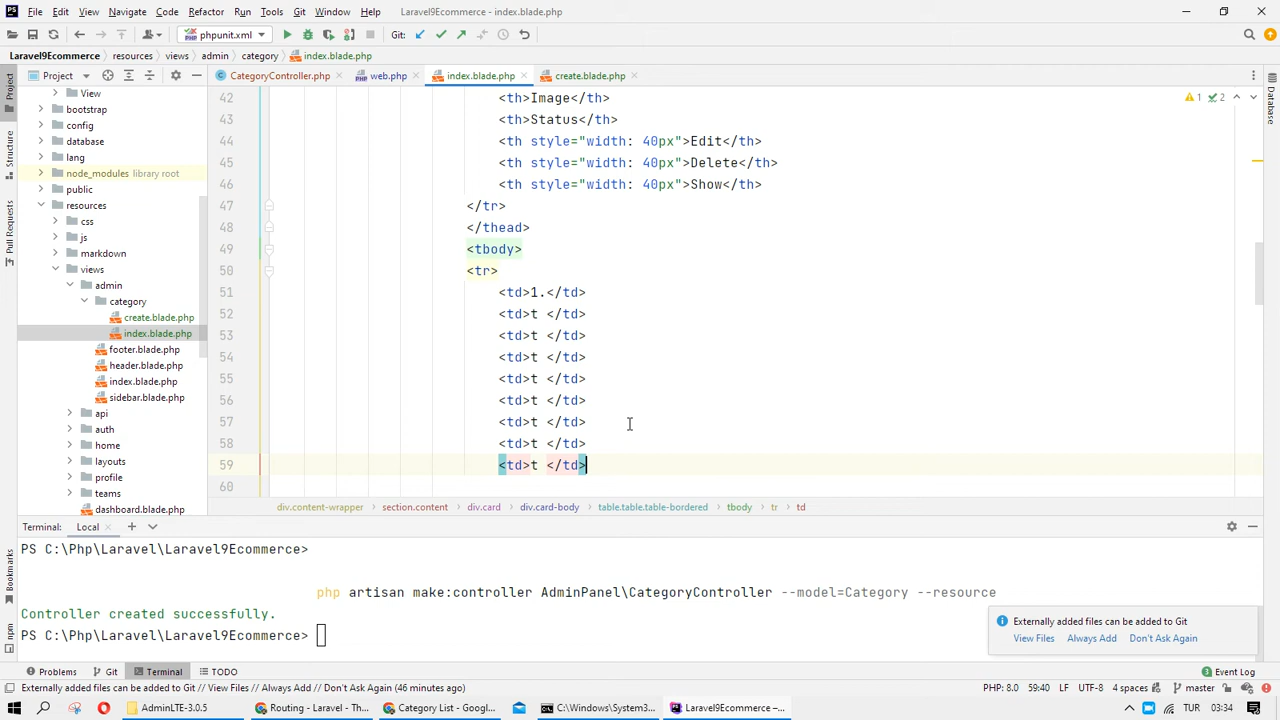 File Edit View Navigate Code Refactor Run Tools Git Window Help Laravel9Ecommerce - index.blade.php
phpunit.xml Git:
Laravel9Ecommerce resources views admin category index.blade.php
Project CategoryController.php web.php index.blade.php create.blade.php
View
bootstrap
config
database
lang
node_modules library root
public
resources
css
js
markdown
views
admin
category
create.blade.php
index.blade.php
footer.blade.php
header.blade.php
index.blade.php
sidebar.blade.php
api
auth
home
layouts
profile
teams
dashboard.blade.php
Project
Structure
Pull Requests
Bookmarks
npm
Database
1 2
42 <th>Image</th>
43 <th>Status</th>
44 <th style="width: 40px">Edit</th>
45 <th style="width: 40px">Delete</th>
46 <th style="width: 40px">Show</th>
47 </tr>
48 </thead>
49 <tbody>
50 <tr>
51 <td>1.</td>
52 <td>t </td>
53 <td>t </td>
54 <td>t </td>
55 <td>t </td>
56 <td>t </td>
57 <td>t </td>
58 <td>t </td>
59 <td>t </td>
60
div.content-wrapper section.content div.card div.card-body table.table.table-bordered tbody tr td
Terminal: Local
PS C:\Php\Laravel\Laravel9Ecommerce>
php artisan make:controller AdminPanel\CategoryController --model=Category --resource
Controller created successfully.
PS C:\Php\Laravel\Laravel9Ecommerce>
Externally added files can be added to Git
View Files Always Add Don't Ask Again
Problems Git Terminal TODO Event Log
Externally added files can be added to Git // View Files // Always Add // Don't Ask Again (46 minutes ago) PHP: 8.0 59:40 LF UTF-8 4 spaces master
AdminLTE-3.0.5 Routing - Laravel - Th... Category List - Googl... C:\Windows\System3... Laravel9Ecommerce –... TUR 03:34